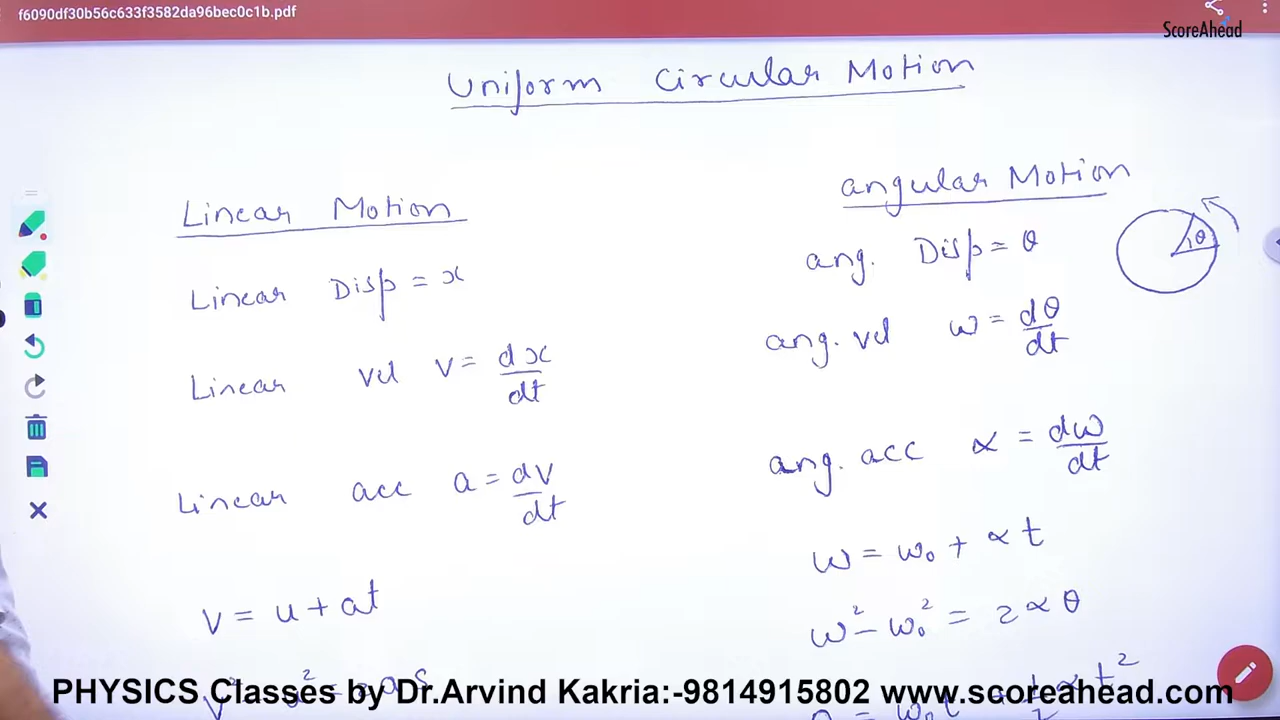 f6090df30b56c633f3582da96bec0c1b.pdf
ScoreAhead
Uniform Circular Motion
Linear Motion
Linear Disp = x
Linear vel v = dx/dt
Linear acc a = dv/dt
v = u + at
angular Motion
ang. Disp = θ
θ
ang. vel ω = dθ/dt
ang. acc α = dω/dt
ω = ω₀ + αt
ω² - ω₀² = 2αθ
PHYSICS Classes by Dr.Arvind Kakria:-9814915802 www.scoreahead.com